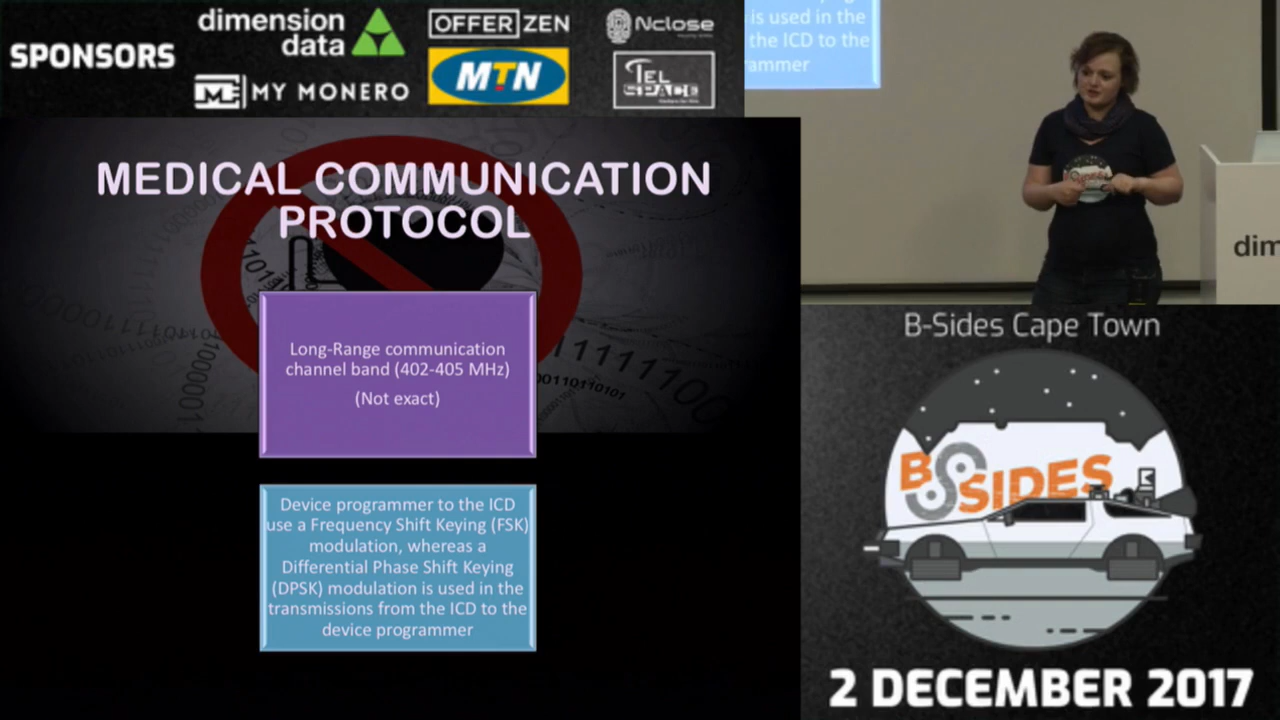 SPONSORS
dimension
data
OFFERZEN
Nclose
MY MONERO
MTN
TEL
SPACE
is used in the
the ICD to the
ammer
MEDICAL COMMUNICATION
PROTOCOL
Long-Range communication
channel band (402-405 MHz)
(Not exact)
Device programmer to the ICD
use a Frequency Shift Keying (FSK)
modulation, whereas a
Differential Phase Shift Keying
(DPSK) modulation is used in the
transmissions from the ICD to the
device programmer
dim
B-Sides Cape Town
BSIDES
2 DECEMBER 2017